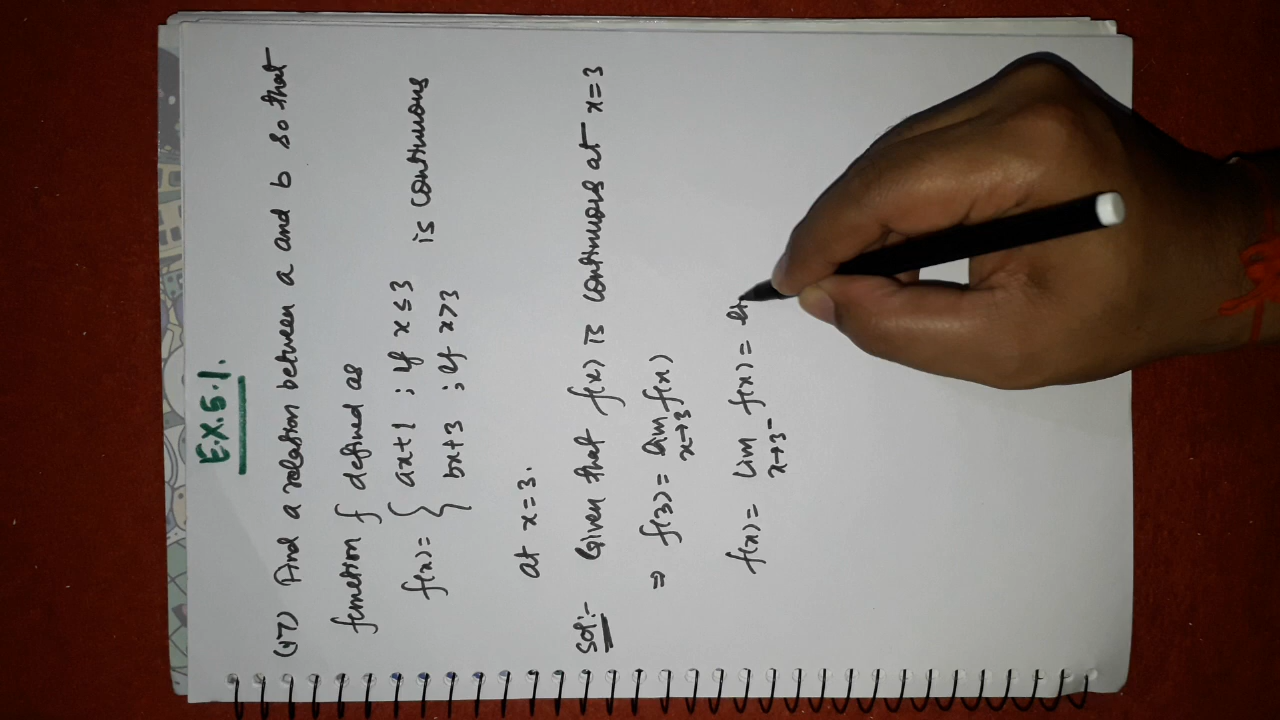 EX.5.1.
(17) Find a relation between a and b so that
function f defined as
f(x)= { ax+1 ; if x ≤ 3
bx+3 ; if x>3 is continuous
at x=3.
Sol:- Given that f(x) is continuous at x=3
⇒ f(3)= lim f(x)
x→3
f(x)= lim f(x) = li
x→3-